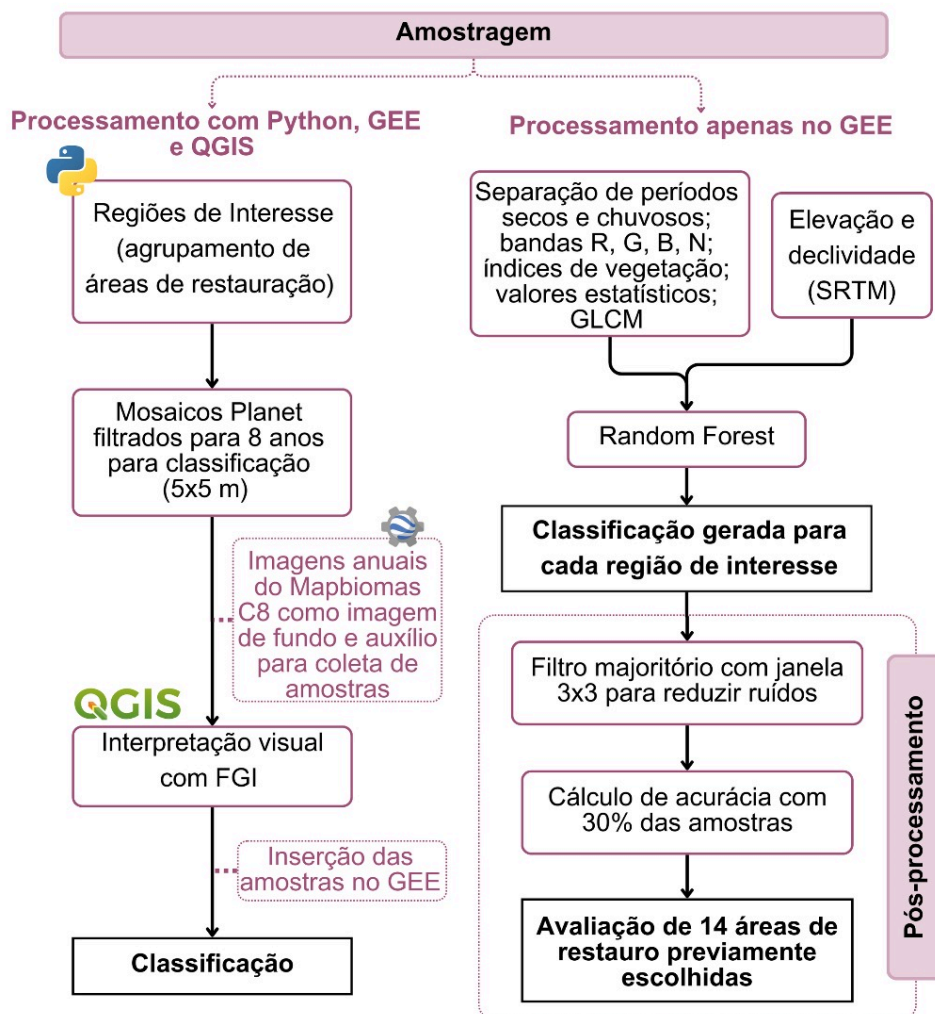 Amostragem
Processamento com Python, GEE
e QGIS
Regiões de Interesse
(agrupamento de
áreas de restauração)
Mosaicos Planet
filtrados para 8 anos
para classificação
(5x5 m)
Imagens anuais
do Mapbiomas
C8 como imagem
de fundo e auxílio
para coleta de
amostras
QGIS
Interpretação visual
com FGI
Inserção das
amostras no GEE
Classificação
Processamento apenas no GEE
Separação de períodos
secos e chuvosos;
bandas R, G, B, N;
índices de vegetação;
valores estatísticos;
GLCM
Elevação e
declividade
(SRTM)
Random Forest
Classificação gerada para
cada região de interesse
Filtro majoritório com janela
3x3 para reduzir ruídos
Cálculo de acurácia com
30% das amostras
Avaliação de 14 áreas de
restauro previamente
escolhidas
Pós-processamento